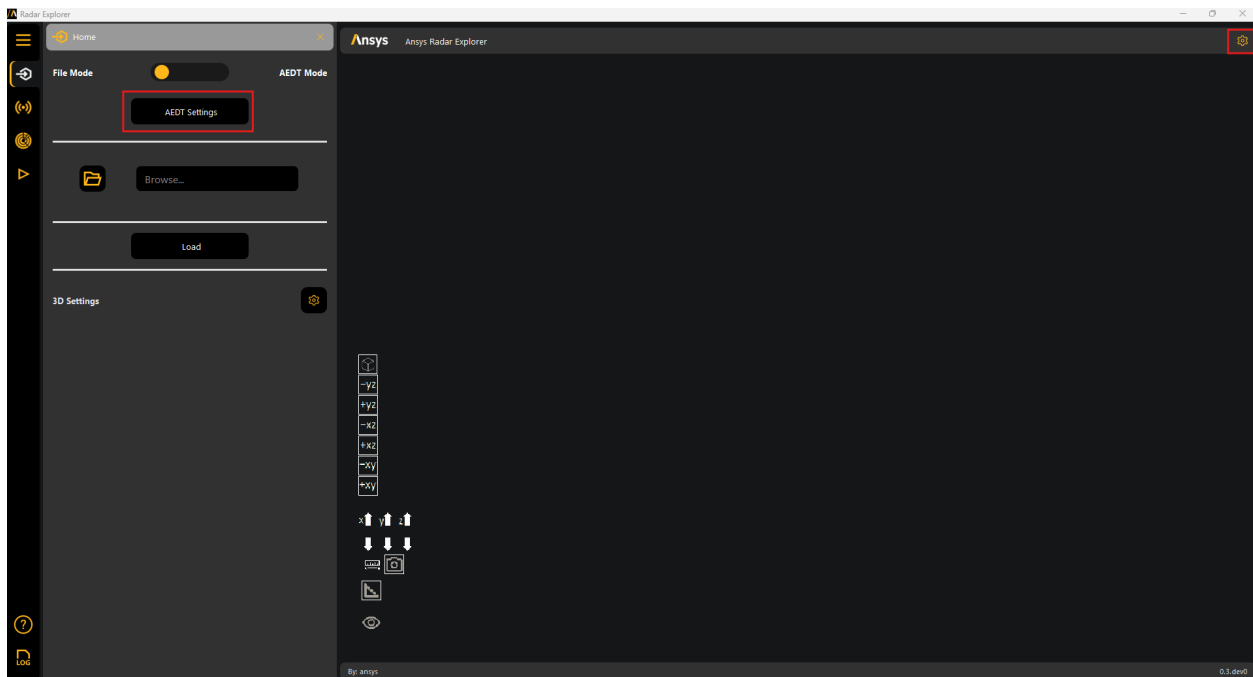 Radar Explorer
Home
Ansys Ansys Radar Explorer
File Mode AEDT Mode
AEDT Settings
Browse...
Load
3D Settings
-yz
+yz
-xz
+xz
-xy
+xy
x y z
LOG
By: ansys 0.3.dev0